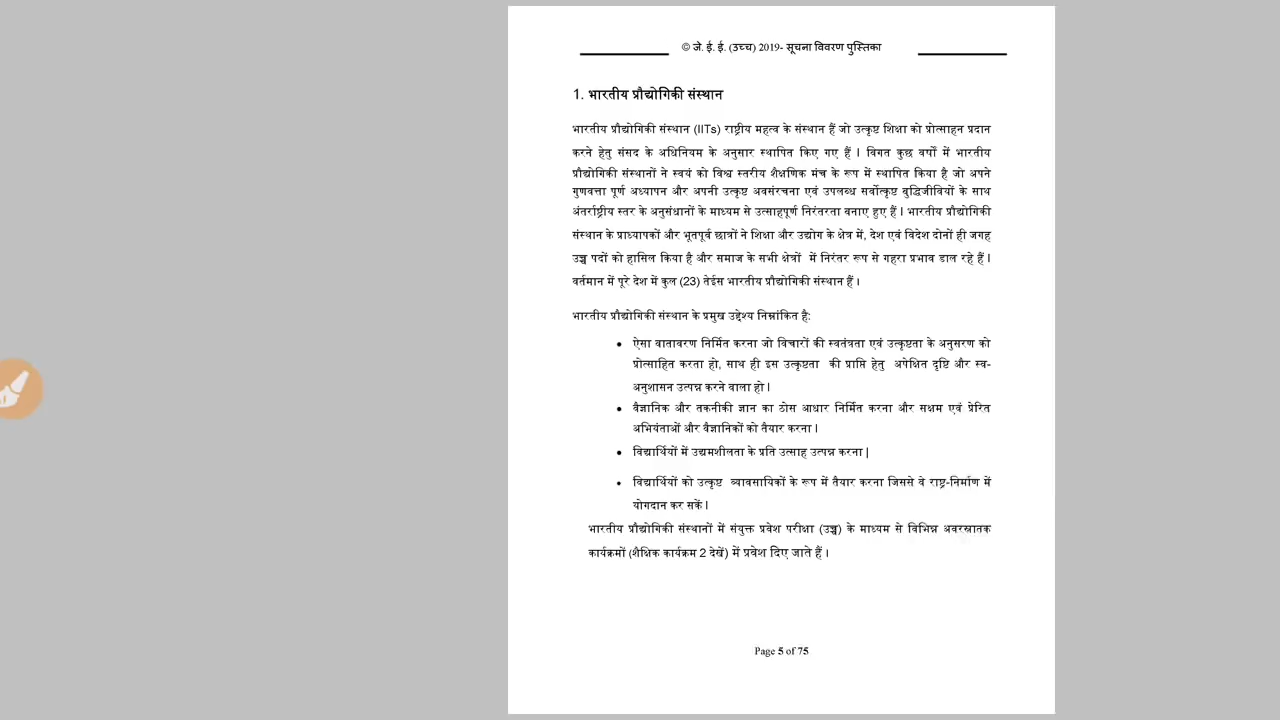 © जे. ई. ई. (उच्च) 2019- सूचना विवरण पुस्तिका
1. भारतीय प्रौद्योगिकी संस्थान
भारतीय प्रौद्योगिकी संस्थान (IITs) राष्ट्रीय महत्व के संस्थान हैं जो उत्कृष्ट शिक्षा को प्रोत्साहन प्रदान
करने हेतु संसद के अधिनियम के अनुसार स्थापित किए गए हैं । विगत कुछ वर्षों में भारतीय
प्रौद्योगिकी संस्थानों ने स्वयं को विश्व स्तरीय शैक्षणिक मंच के रूप में स्थापित किया है जो अपने
गुणवत्ता पूर्ण अध्यापन और अपनी उत्कृष्ट अवसंरचना एवं उपलब्ध सर्वोत्कृष्ट बुद्धिजीवियों के साथ
अंतर्राष्ट्रीय स्तर के अनुसंधानों के माध्यम से उत्साहपूर्ण निरंतरता बनाए हुए हैं । भारतीय प्रौद्योगिकी
संस्थान के प्राध्यापकों और भूतपूर्व छात्रों ने शिक्षा और उद्योग के क्षेत्र में, देश एवं विदेश दोनों ही जगह
उच्च पदों को हासिल किया है और समाज के सभी क्षेत्रों में निरंतर रूप से गहरा प्रभाव डाल रहे हैं ।
वर्तमान में पूरे देश में कुल (23) तेईस भारतीय प्रौद्योगिकी संस्थान हैं ।
भारतीय प्रौद्योगिकी संस्थान के प्रमुख उद्देश्य निम्नांकित है:
• ऐसा वातावरण निर्मित करना जो विचारों की स्वतंत्रता एवं उत्कृष्टता के अनुसरण को
प्रोत्साहित करता हो, साथ ही इस उत्कृष्टता की प्राप्ति हेतु अपेक्षित दृष्टि और स्व-
अनुशासन उत्पन्न करने वाला हो ।
• वैज्ञानिक और तकनीकी ज्ञान का ठोस आधार निर्मित करना और सक्षम एवं प्रेरित
अभियंताओं और वैज्ञानिकों को तैयार करना ।
• विद्यार्थियों में उद्यमशीलता के प्रति उत्साह उत्पन्न करना |
• विद्यार्थियों को उत्कृष्ट व्यावसायिकों के रूप में तैयार करना जिससे वे राष्ट्र-निर्माण में
योगदान कर सकें ।
भारतीय प्रौद्योगिकी संस्थानों में संयुक्त प्रवेश परीक्षा (उच्च) के माध्यम से विभिन्न अवरस्नातक
कार्यक्रमों (शैक्षिक कार्यक्रम 2 देखें) में प्रवेश दिए जाते हैं ।
Page 5 of 75